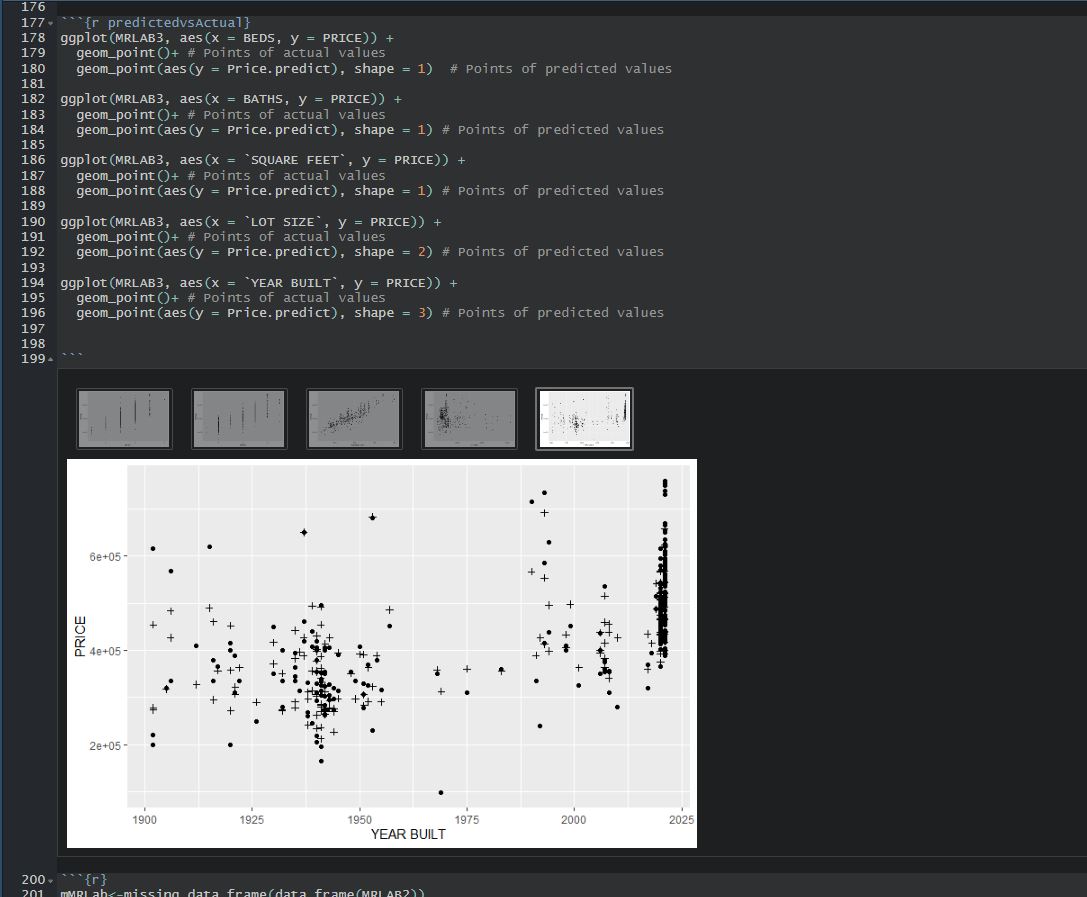 176
177 ```{r predictedvsActual}
178 ggplot(MRLAB3, aes(x = BEDS, y = PRICE)) +
179   geom_point()+ # Points of actual values
180   geom_point(aes(y = Price.predict), shape = 1)  # Points of predicted values
181
182 ggplot(MRLAB3, aes(x = BATHS, y = PRICE)) +
183   geom_point()+ # Points of actual values
184   geom_point(aes(y = Price.predict), shape = 1) # Points of predicted values
185
186 ggplot(MRLAB3, aes(x = `SQUARE FEET`, y = PRICE)) +
187   geom_point()+ # Points of actual values
188   geom_point(aes(y = Price.predict), shape = 1) # Points of predicted values
189
190 ggplot(MRLAB3, aes(x = `LOT SIZE`, y = PRICE)) +
191   geom_point()+ # Points of actual values
192   geom_point(aes(y = Price.predict), shape = 2) # Points of predicted values
193
194 ggplot(MRLAB3, aes(x = `YEAR BUILT`, y = PRICE)) +
195   geom_point()+ # Points of actual values
196   geom_point(aes(y = Price.predict), shape = 3) # Points of predicted values
197
198
199 ```
6e+05
4e+05
2e+05
PRICE
1900 1925 1950 1975 2000 2025
YEAR BUILT
200 ```{r}
201 mMRLab<-missing_data.frame(data.frame(MRLAB2))